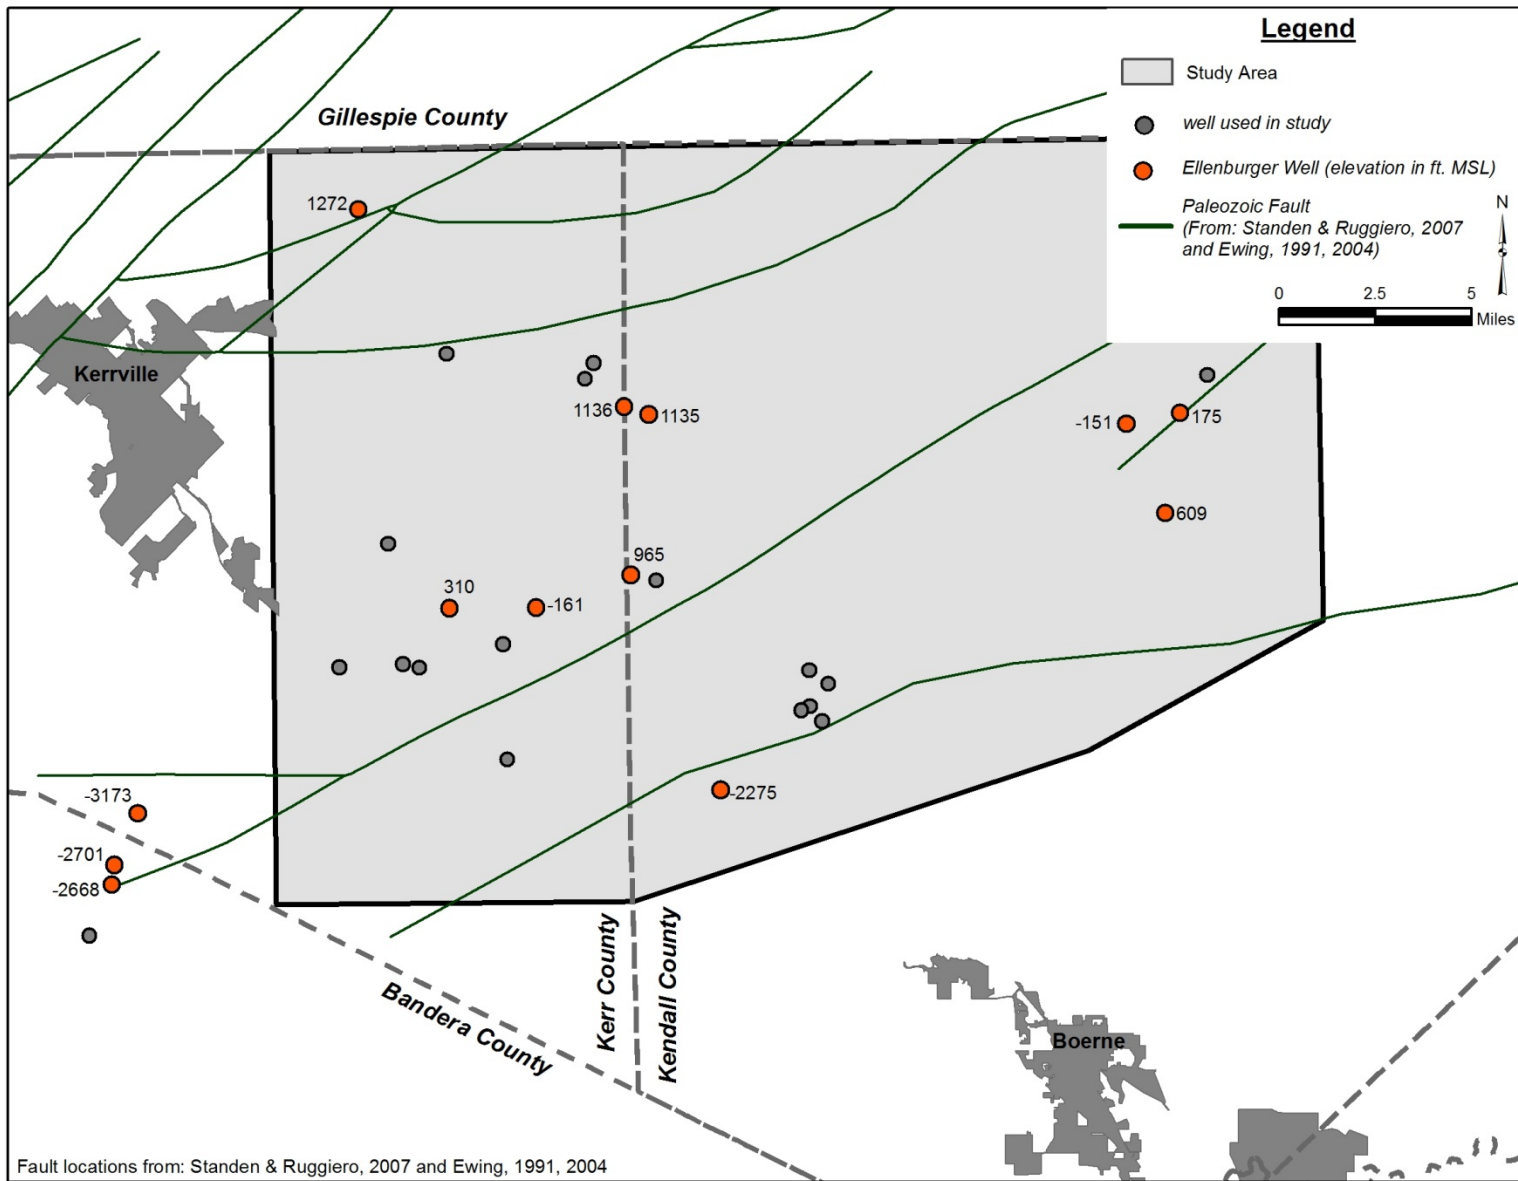 Legend
Study Area
well used in study
Ellenburger Well (elevation in ft. MSL)
Paleozoic Fault
(From: Standen & Ruggiero, 2007
and Ewing, 1991, 2004)
N
0 2.5 5
Miles
Gillespie County
1272
Kerrville
1136
1135
-151
175
609
965
310
-161
-3173
-2701
-2668
-2275
Kerr County
Kendall County
Bandera County
Boerne
Fault locations from: Standen & Ruggiero, 2007 and Ewing, 1991, 2004